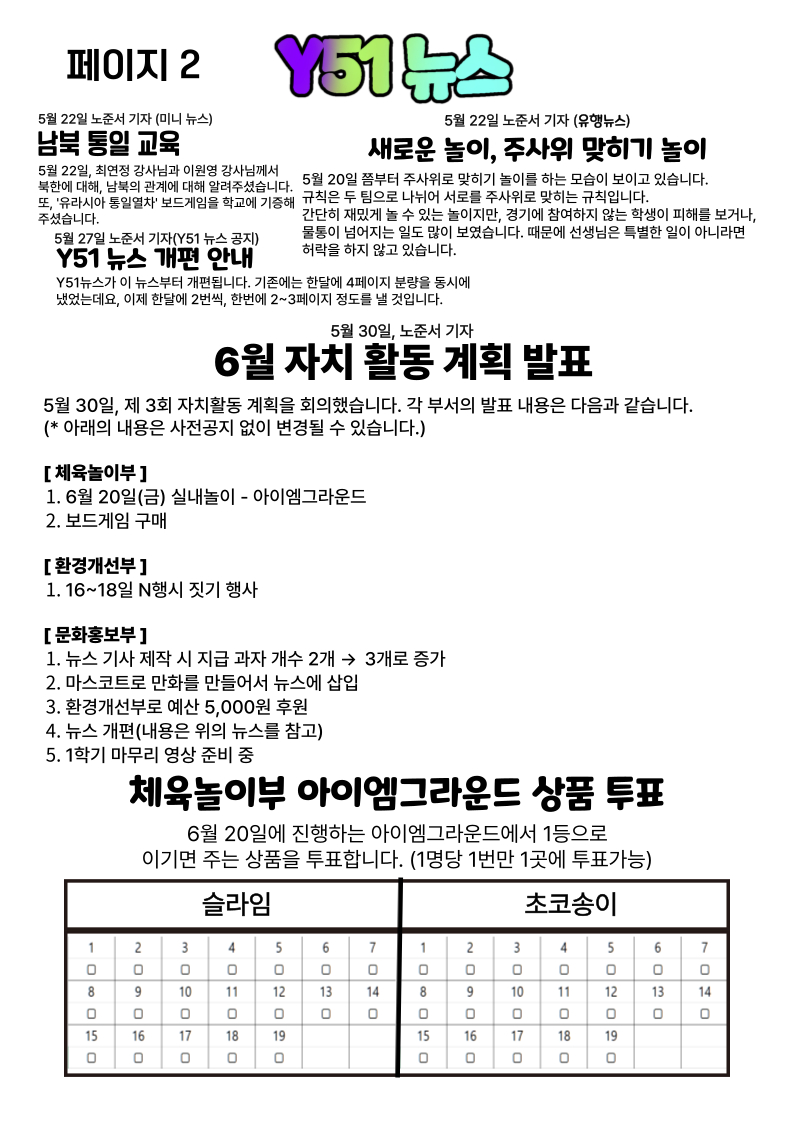 페이지 2
Y51 뉴스
5월 22일 노준서 기자 (미니 뉴스)
남북 통일 교육
5월 22일, 최연정 강사님과 이원영 강사님께서
북한에 대해, 남북의 관계에 대해 알려주셨습니다.
또, '유라시아 통일열차' 보드게임을 학교에 기증해
주셨습니다.
5월 22일 노준서 기자 (유행뉴스)
새로운 놀이, 주사위 맞히기 놀이
5월 20일 쯤부터 주사위로 맞히기 놀이를 하는 모습이 보이고 있습니다.
규칙은 두 팀으로 나뉘어 서로를 주사위로 맞히는 규칙입니다.
간단히 재밌게 놀 수 있는 놀이지만, 경기에 참여하지 않는 학생이 피해를 보거나,
물통이 넘어지는 일도 많이 보였습니다. 때문에 선생님은 특별한 일이 아니라면
허락을 하지 않고 있습니다.
5월 27일 노준서 기자(Y51 뉴스 공지)
Y51 뉴스 개편 안내
Y51뉴스가 이 뉴스부터 개편됩니다. 기존에는 한달에 4페이지 분량을 동시에
냈었는데요, 이제 한달에 2번씩, 한번에 2~3페이지 정도를 낼 것입니다.
5월 30일, 노준서 기자
6월 자치 활동 계획 발표
5월 30일, 제 3회 자치활동 계획을 회의했습니다. 각 부서의 발표 내용은 다음과 같습니다.
(* 아래의 내용은 사전공지 없이 변경될 수 있습니다.)
[ 체육놀이부 ]
1. 6월 20일(금) 실내놀이 - 아이엠그라운드
2. 보드게임 구매
[ 환경개선부 ]
1. 16~18일 N행시 짓기 행사
[ 문화홍보부 ]
1. 뉴스 기사 제작 시 지급 과자 개수 2개 → 3개로 증가
2. 마스코트로 만화를 만들어서 뉴스에 삽입
3. 환경개선부로 예산 5,000원 후원
4. 뉴스 개편(내용은 위의 뉴스를 참고)
5. 1학기 마무리 영상 준비 중
체육놀이부 아이엠그라운드 상품 투표
6월 20일에 진행하는 아이엠그라운드에서 1등으로
이기면 주는 상품을 투표합니다. (1명당 1번만 1곳에 투표가능)
슬라임 초코송이
1 2 3 4 5 6 7 1 2 3 4 5 6 7
8 9 10 11 12 13 14 8 9 10 11 12 13 14
15 16 17 18 19 15 16 17 18 19